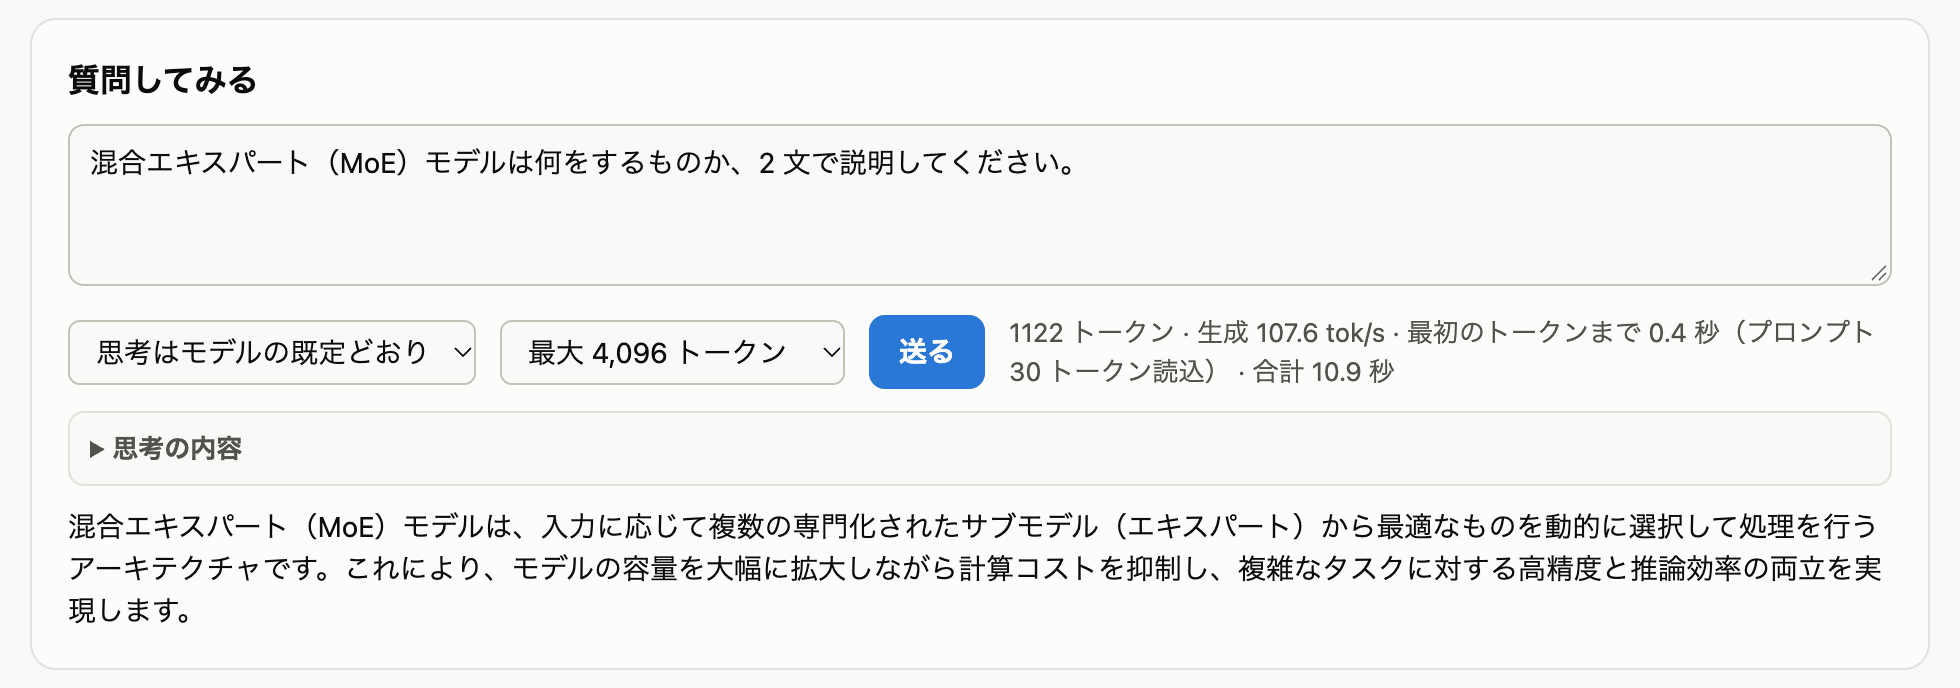 質問してみる
混合エキスパート（MoE）モデルは何をするものか、2 文で説明してください。
思考はモデルの既定どおり
最大 4,096 トークン
送る
1122 トークン · 生成 107.6 tok/s · 最初のトークンまで 0.4 秒（プロンプト
30 トークン読込） · 合計 10.9 秒
▶ 思考の内容
混合エキスパート（MoE）モデルは、入力に応じて複数の専門化されたサブモデル（エキスパート）から最適なものを動的に選択して処理を行う
アーキテクチャです。これにより、モデルの容量を大幅に拡大しながら計算コストを抑制し、複雑なタスクに対する高精度と推論効率の両立を実
現します。